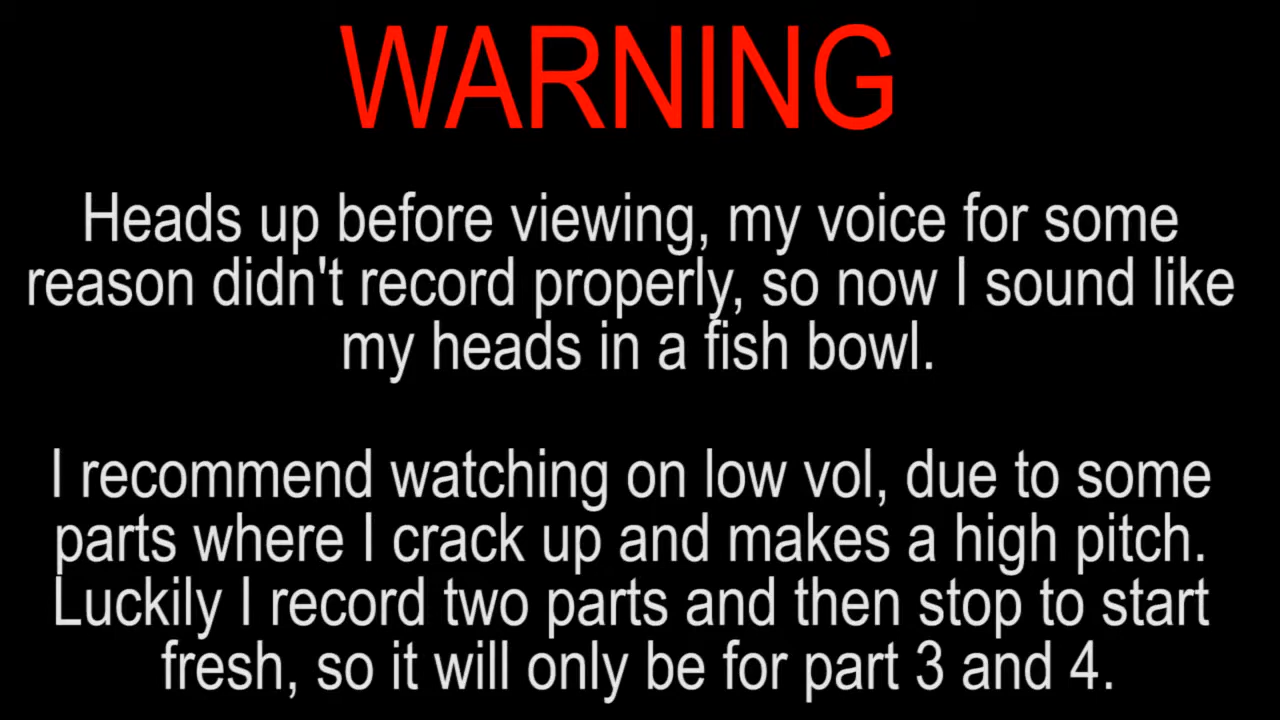 WARNING
Heads up before viewing, my voice for some
reason didn't record properly, so now I sound like
my heads in a fish bowl.
I recommend watching on low vol, due to some
parts where I crack up and makes a high pitch.
Luckily I record two parts and then stop to start
fresh, so it will only be for part 3 and 4.